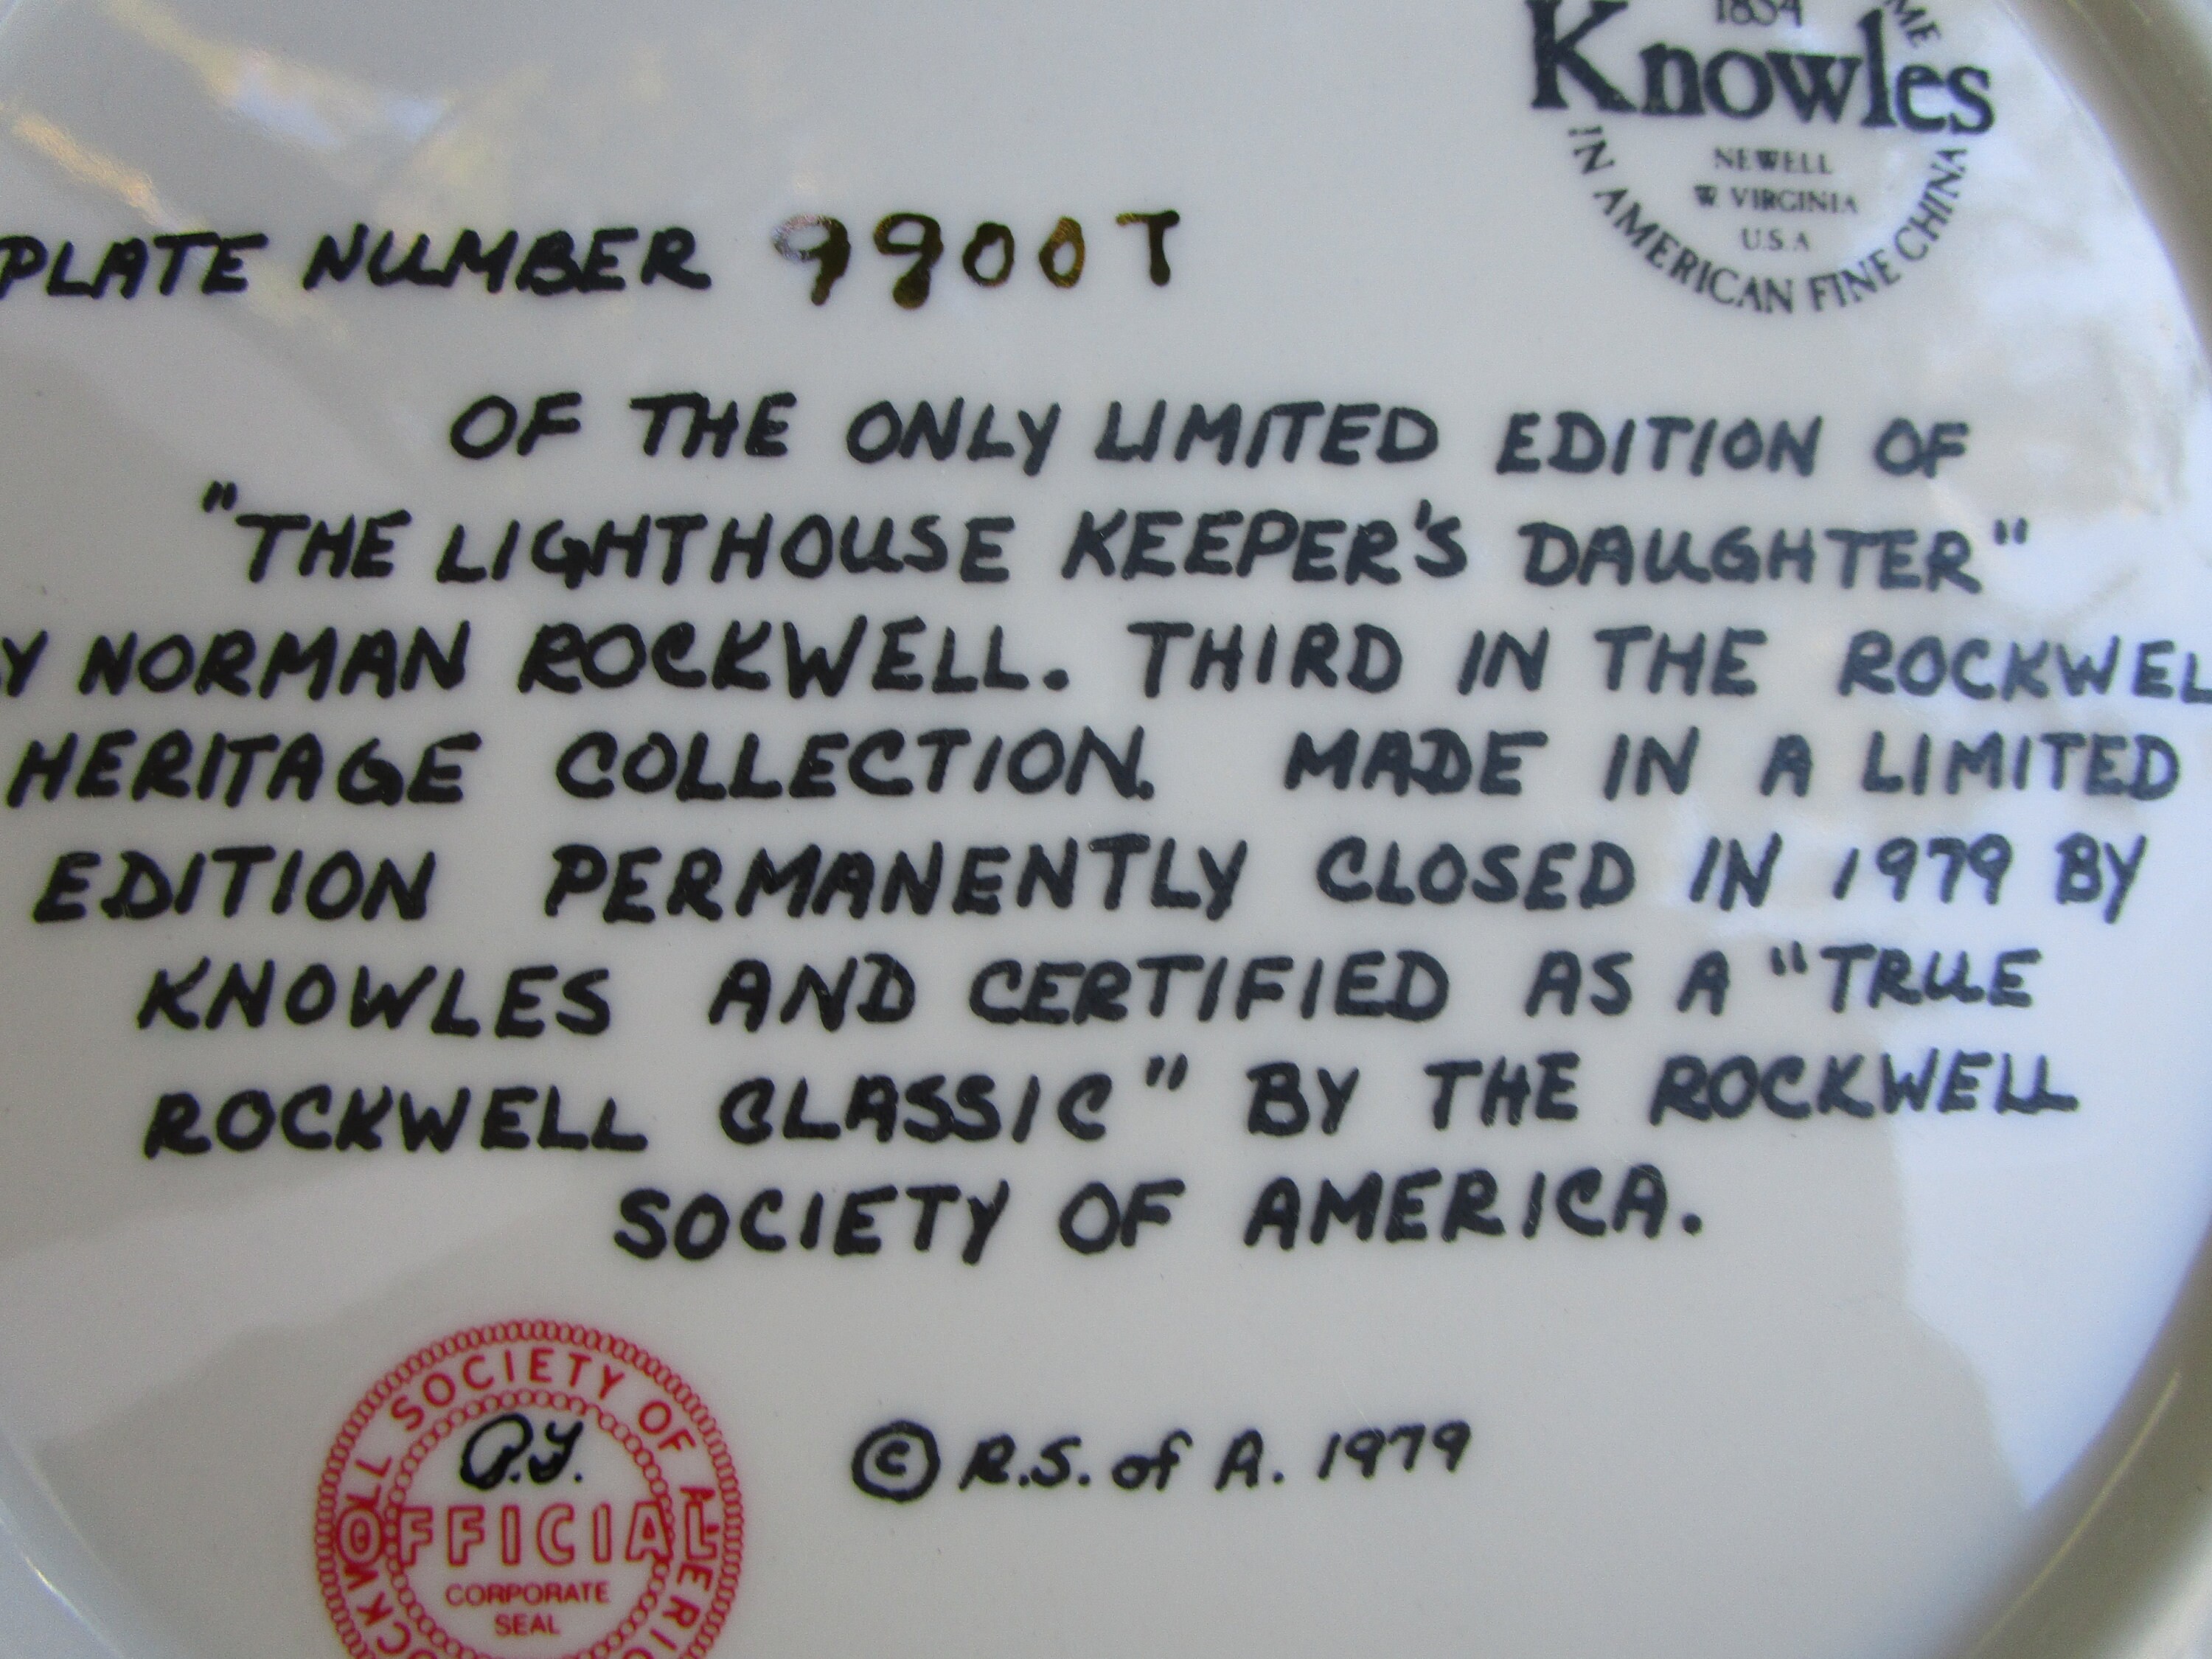 1854
Knowles
NEWELL
W VIRGINIA
U.S.A
IN AMERICAN FINE CHINA
PLATE NUMBER 9900T
OF THE ONLY LIMITED EDITION OF
"THE LIGHTHOUSE KEEPER'S DAUGHTER"
Y NORMAN ROCKWELL. THIRD IN THE ROCKWEL
HERITAGE COLLECTION. MADE IN A LIMITED
EDITION PERMANENTLY CLOSED IN 1979 BY
KNOWLES AND CERTIFIED AS A "TRUE
ROCKWELL CLASSIC" BY THE ROCKWELL
SOCIETY OF AMERICA.
© R.S. of A. 1979
SOCIETY OF
OFFICIAL
CORPORATE
SEAL